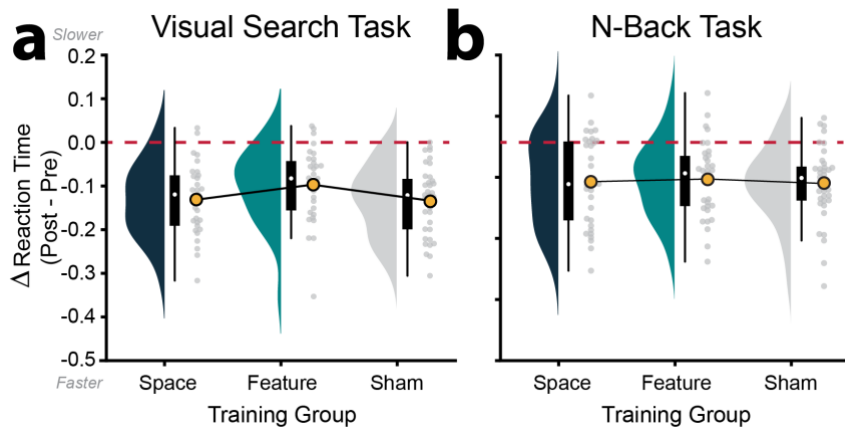 a
Slower
Visual Search Task
b
N-Back Task
0.2
0.1
0.0
-0.1
-0.2
-0.3
-0.4
-0.5
Δ Reaction Time
(Post - Pre)
Faster
Space
Feature
Sham
Training Group
Space
Feature
Sham
Training Group